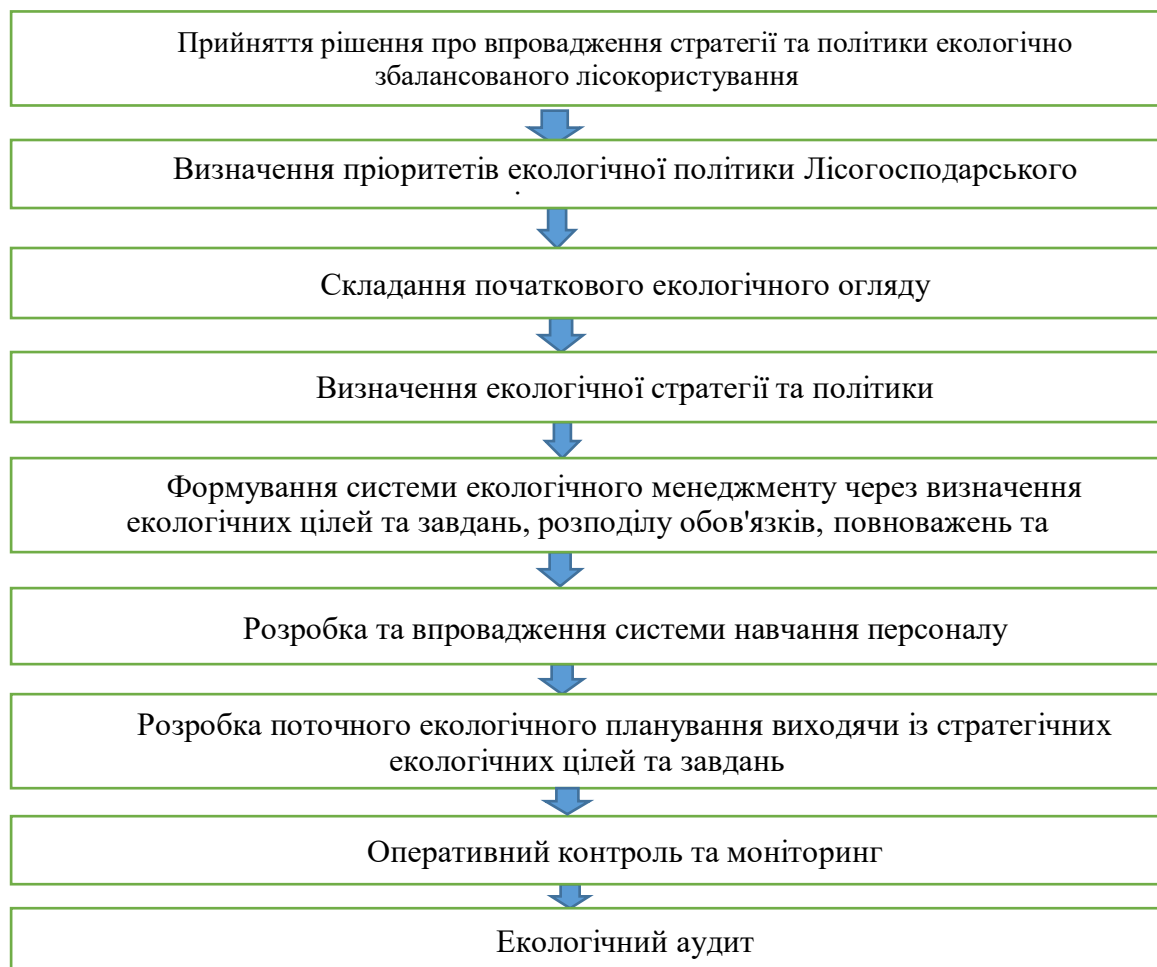 Прийняття рішення про впровадження стратегії та політики екологічно
збалансованого лісокористування
Визначення пріоритетів екологічної політики Лісогосподарського
Складання початкового екологічного огляду
Визначення екологічної стратегії та політики
Формування системи екологічного менеджменту через визначення
екологічних цілей та завдань, розподілу обов'язків, повноважень та
Розробка та впровадження системи навчання персоналу
Розробка поточного екологічного планування виходячи із стратегічних
екологічних цілей та завдань
Оперативний контроль та моніторинг
Екологічний аудит